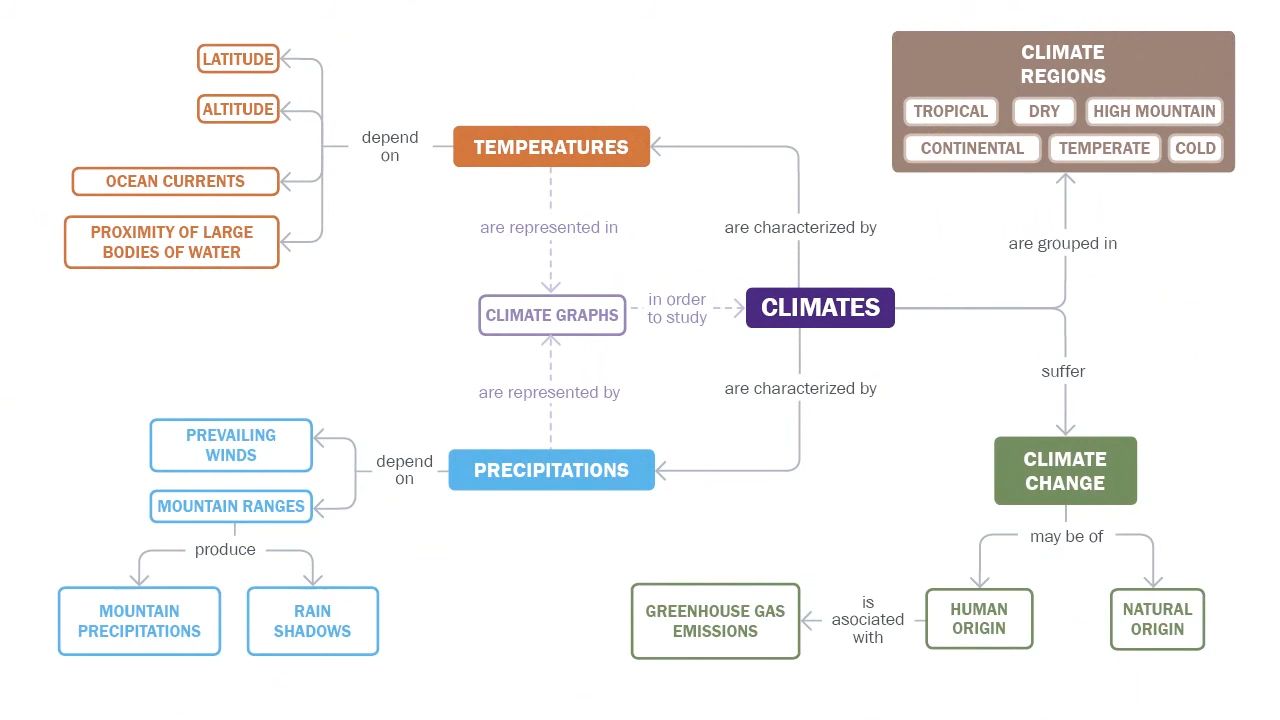 LATITUDE
ALTITUDE
OCEAN CURRENTS
PROXIMITY OF LARGE
BODIES OF WATER
depend
on
TEMPERATURES
are represented in
are characterized by
CLIMATE
REGIONS
TROPICAL
DRY
HIGH MOUNTAIN
CONTINENTAL
TEMPERATE
COLD
are grouped in
CLIMATE GRAPHS
in order
to study
CLIMATES
are represented by
are characterized by
suffer
PREVAILING
WINDS
MOUNTAIN RANGES
depend
on
PRECIPITATIONS
CLIMATE
CHANGE
produce
MOUNTAIN
PRECIPITATIONS
RAIN
SHADOWS
may be of
GREENHOUSE GAS
EMISSIONS
is
asociated
with
HUMAN
ORIGIN
NATURAL
ORIGIN